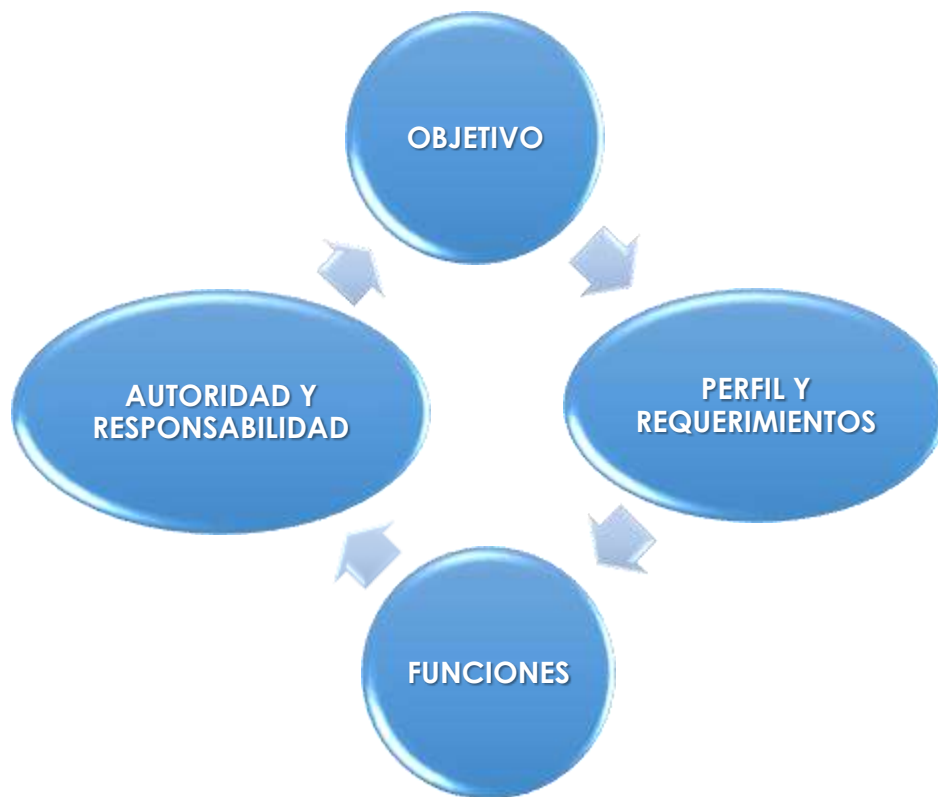 OBJETIVO
PERFIL Y
REQUERIMIENTOS
FUNCIONES
AUTORIDAD Y
RESPONSABILIDAD